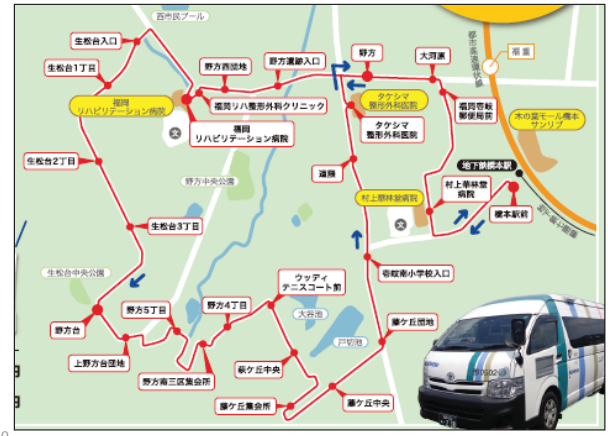 西市民プール
生松台入口
生松台1丁目
福岡
リハビリテーション病院
生松台2丁目
生松台3丁目
生松台中央公園
野方台
上野方台団地
野方5丁目
野方南三区集会所
野方4丁目
ウッディ
テニスコート前
大谷池
戸切池
萩ケ丘中央
藤ケ丘集会所
藤ケ丘中央
藤ケ丘団地
壱岐南小学校入口
野方中央公園
野方西団地
野方遺跡入口
福岡リハ整形外科クリニック
福岡
リハビリテーション病院
文
野方
大河原
タケシマ
整形外科医院
タケシマ
整形外科医院
福岡壱岐
郵便局前
村上華林堂病院
文
村上華林堂
病院
橋本駅前
地下鉄橋本駅
木の葉モール橋本
サンリブ
都市高速環状線
福重